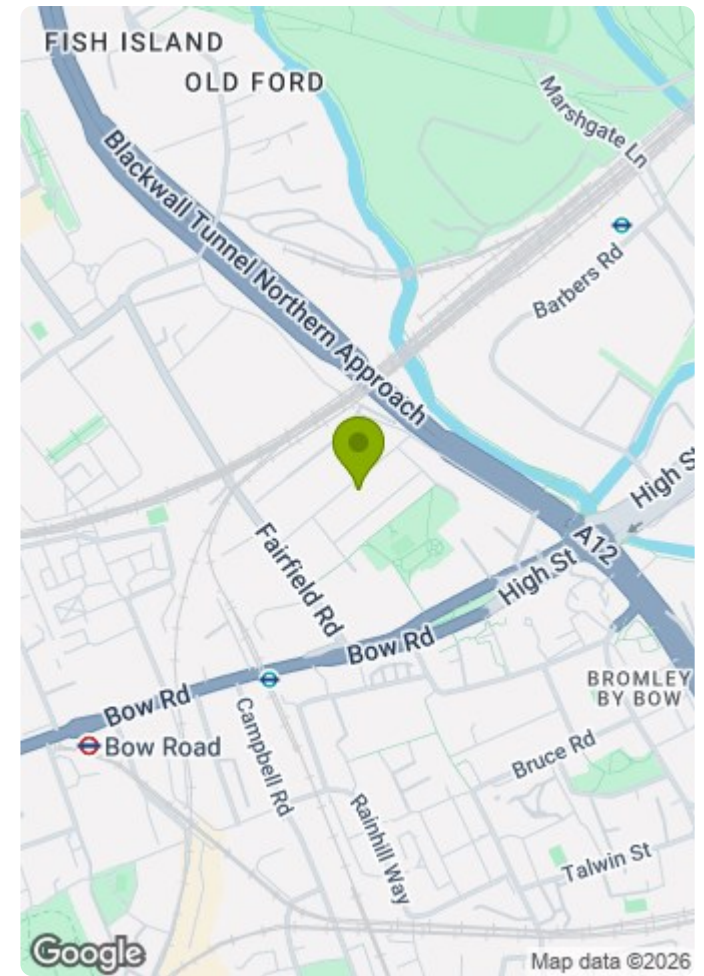 FISH ISLAND
OLD FORD
Marshgate Ln
Blackwall Tunnel Northern Approach
Barbers Rd
High St
A12
High St
Fairfield Rd
Bow Rd
BROMLEY
BY BOW
Bow Rd
Campbell Rd
Bow Road
Bruce Rd
Rainhill Way
Talwin St
Google
Map data ©2026